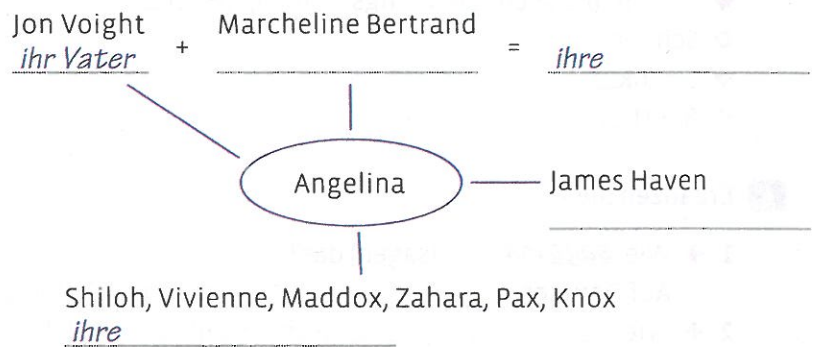 Jon Voight + Marcheline Bertrand
ihr Vater = ihre
Angelina James Haven
Shiloh, Vivienne, Maddox, Zahara, Pax, Knox
ihre